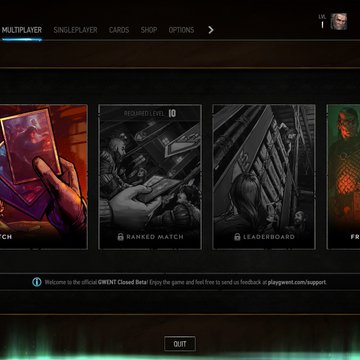 MULTIPLAYER SINGLEPLAYER CARDS SHOP OPTIONS
LVL
1
REQUIRED LEVEL 10
TCH
RANKED MATCH
LEADERBOARD
FR
Welcome to the official GWENT Closed Beta! Enjoy the game and feel free to send us feedback at playgwent.com/support.
QUIT